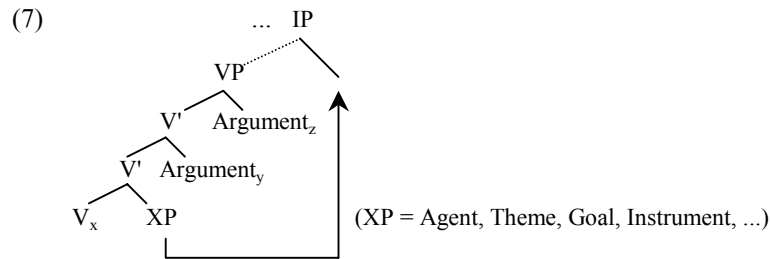 (7)
... IP
VP
V' Argument_z
V' Argument_y
V_x XP (XP = Agent, Theme, Goal, Instrument, ...)